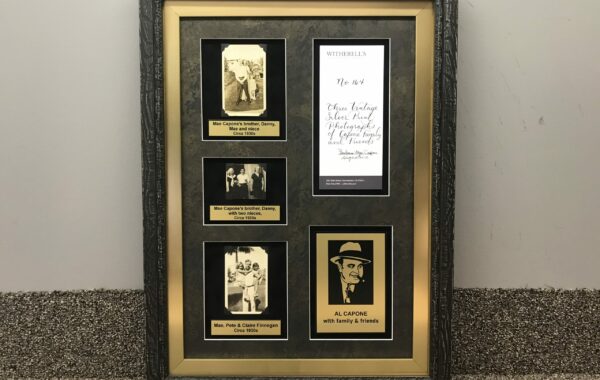 Mae Capone's brother, Danny,
Mae and niece
Circa 1930s
Mae Capone's brother, Danny,
with two nieces,
Circa 1930s
Mae, Pete & Claire Finnegan
Circa 1930s
WITHERELL'S
No 164
Three Vintage
Silver Print
Photographs
of Capone Family
and Friends
AL CAPONE
with family & friends